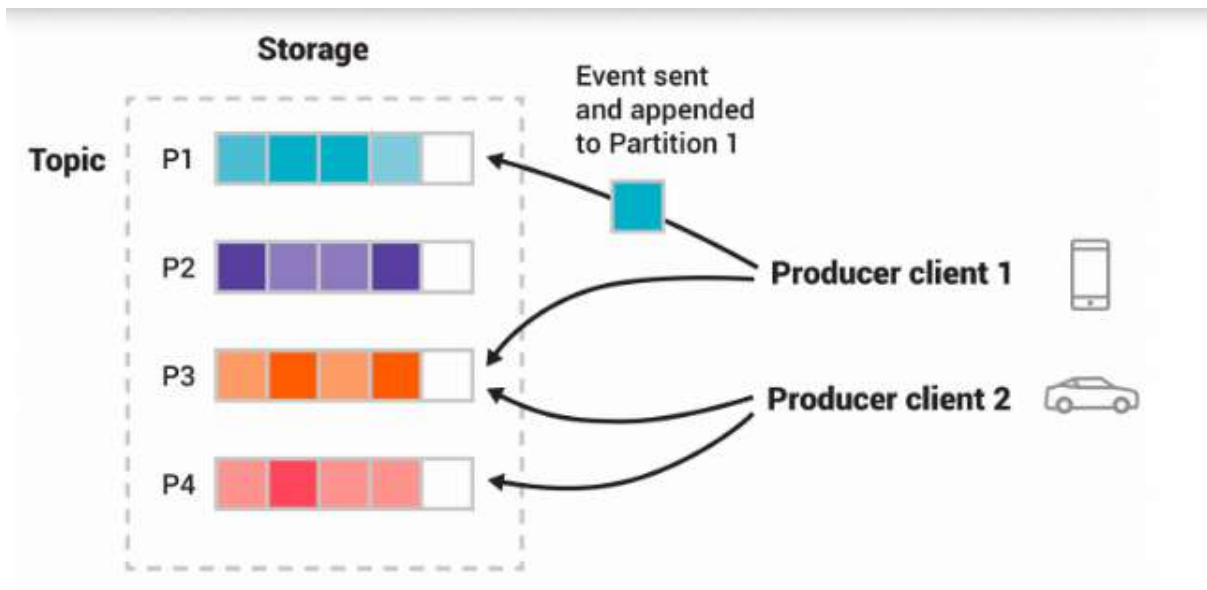 Storage
Event sent
and appended
to Partition 1
Topic
P1
P2
Producer client 1
P3
Producer client 2
P4